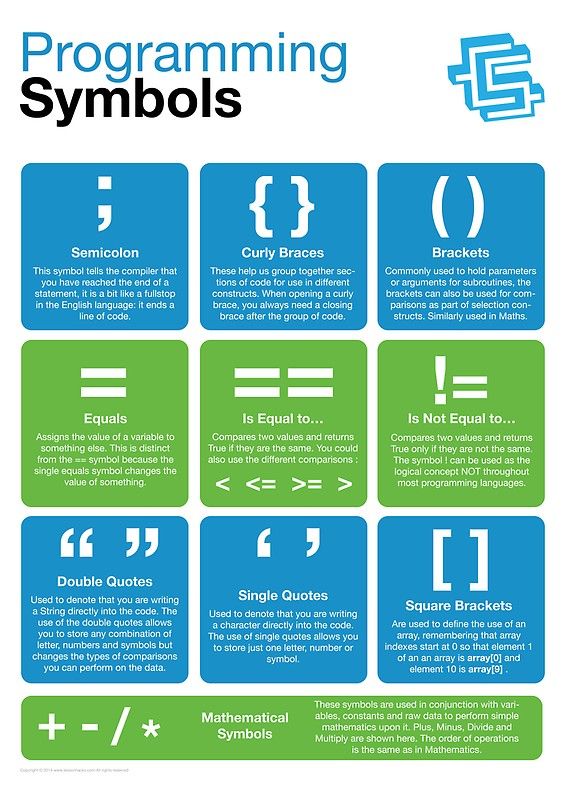 Programming
Symbols
;
Semicolon
This symbol tells the compiler that
you have reached the end of a
statement, it is a bit like a fullstop
in the English language: it ends a
line of code.
{ }
Curly Braces
These help us group together sec-
tions of code for use in different
constructs. When opening a curly
brace, you always need a closing
brace after the group of code.
( )
Brackets
Commonly used to hold parameters
or arguments for subroutines, the
brackets can also be used for com-
parisons as part of selection con-
structs. Similarly used in Maths.
=
Equals
Assigns the value of a variable to
something else. This is distinct
from the == symbol because the
single equals symbol changes the
value of something.
==
Is Equal to...
Compares two values and returns
True if they are the same. You could
also use the different comparisons :
< <= >= >
!=
Is Not Equal to...
Compares two values and returns
True only if they are not the same.
The symbol ! can be used as the
logical concept NOT throughout
most programming languages.
“ ”
Double Quotes
Used to denote that you are writing
a String directly into the code. The
use of the double quotes allows
you to store any combination of
letter, numbers and symbols but
changes the types of comparisons
you can perform on the data.
‘ ’
Single Quotes
Used to denote that you are writing
a character directly into the code.
The use of single quotes allows you
to store just one letter, number or
symbol.
[ ]
Square Brackets
Are used to define the use of an
array, remembering that array
indexes start at 0 so that element 1
of an an array is array[0] and
element 10 is array[9] .
+ - / *
Mathematical
Symbols
These symbols are used in conjunction with vari-
ables, constants and raw data to perform simple
mathematics upon it. Plus, Minus, Divide and
Multiply are shown here. The order of operations
is the same as in Mathematics.